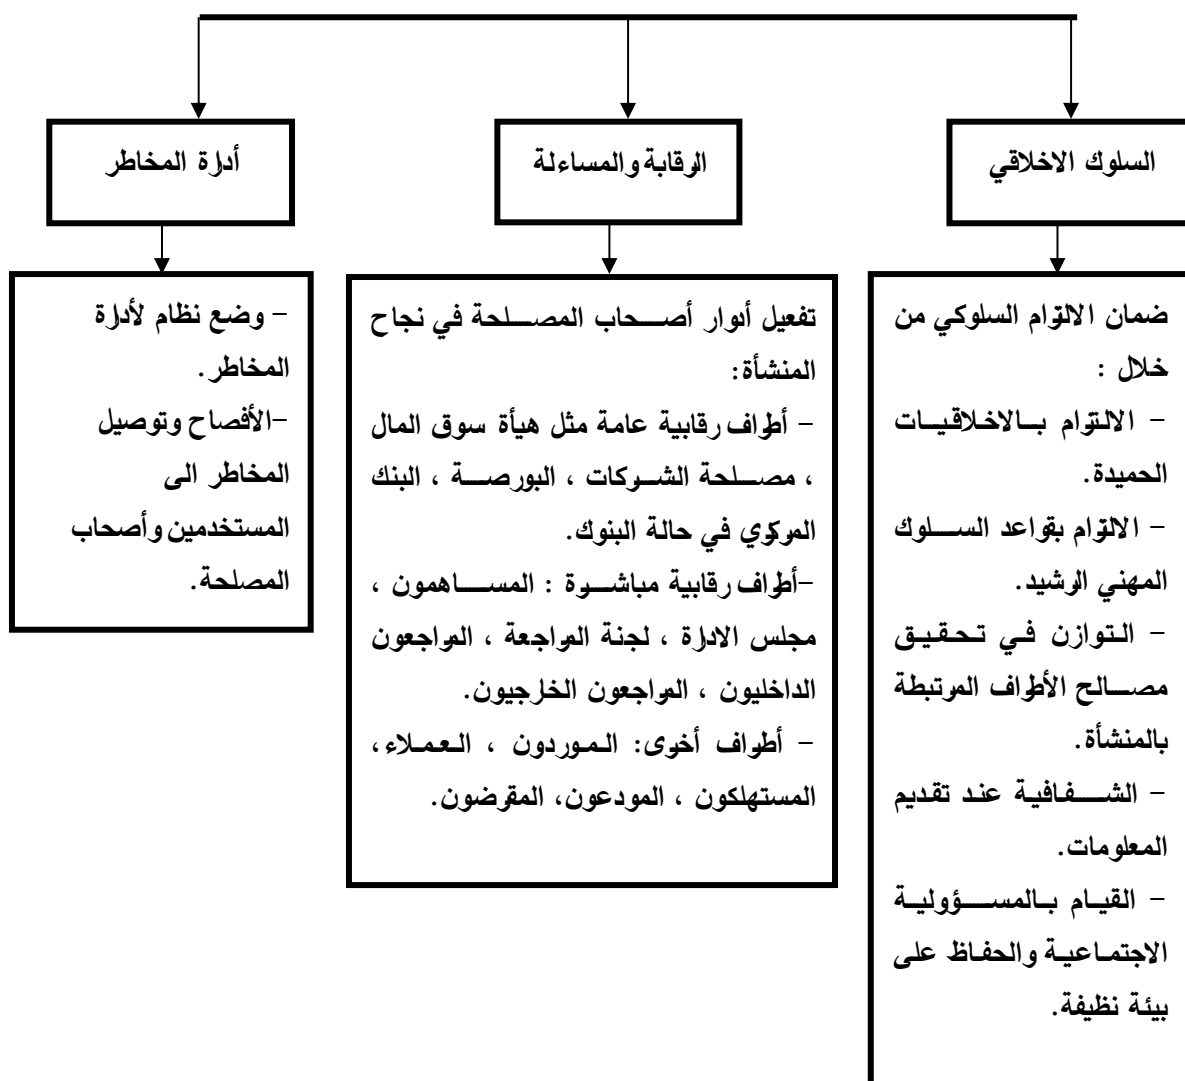 السلوك الاخلاقي
الرقابة والمساءلة
أدارة المخاطر
ضمان الالتزام السلوكي من
خلال :
- الالتزام بالاخلاقيات
الحميدة.
- الالتزام بقواعد السلوك
المهني الرشيد.
- التوازن في تحقيق
مصالح الأطراف المرتبطة
بالمنشأة.
- الشفافية عند تقديم
المعلومات.
- القيام بالمسؤولية
الاجتماعية والحفاظ على
بيئة نظيفة.
تفعيل أدوار أصحاب المصلحة في نجاح
المنشأة:
- أطراف رقابية عامة مثل هيأة سوق المال
، مصلحة الشركات ، البورصة ، البنك
المركزي في حالة البنوك.
-أطراف رقابية مباشرة : المساهمون ،
مجلس الادارة ، لجنة المراجعة ، المراجعون
الداخليون ، المراجعون الخارجيون.
- أطراف أخرى: الموردون ، العملاء،
المستهلكون ، المودعون، المقرضون.
- وضع نظام لأدارة
المخاطر.
-الأفصاح وتوصيل
المخاطر الى
المستخدمين وأصحاب
المصلحة.